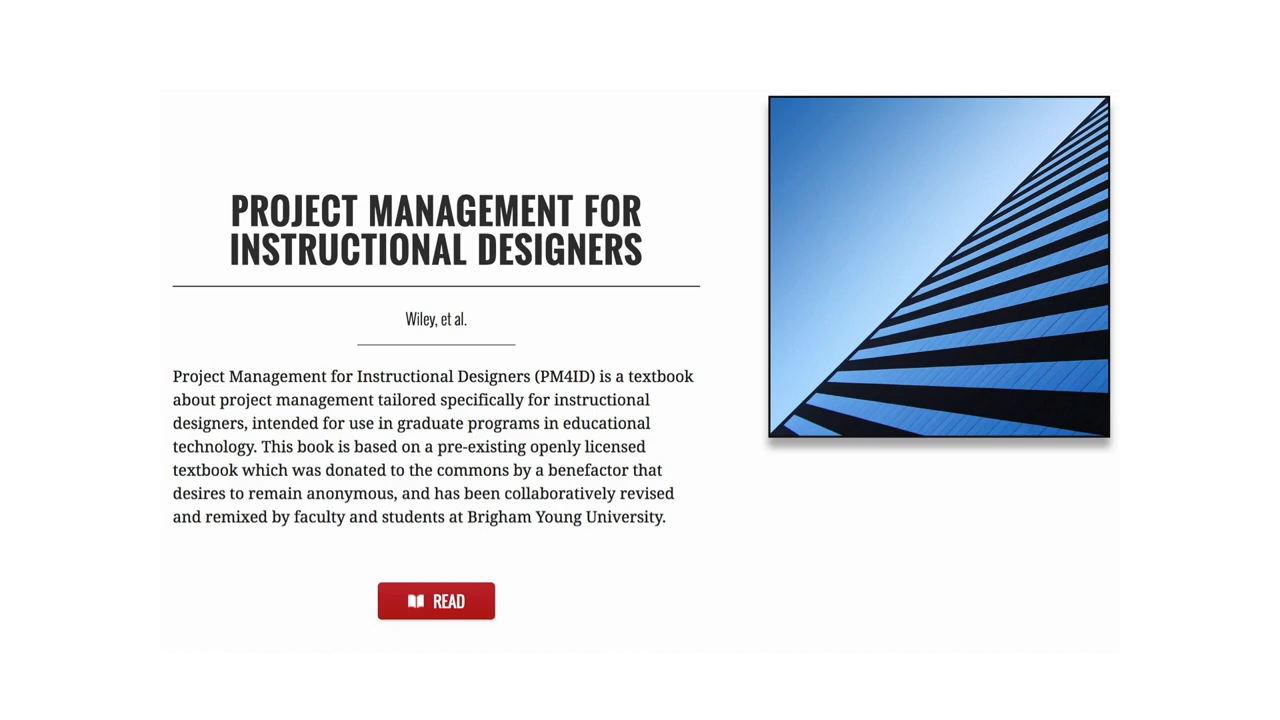 PROJECT MANAGEMENT FOR
INSTRUCTIONAL DESIGNERS
Wiley, et al.
Project Management for Instructional Designers (PM4ID) is a textbook
about project management tailored specifically for instructional
designers, intended for use in graduate programs in educational
technology. This book is based on a pre-existing openly licensed
textbook which was donated to the commons by a benefactor that
desires to remain anonymous, and has been collaboratively revised
and remixed by faculty and students at Brigham Young University.
READ